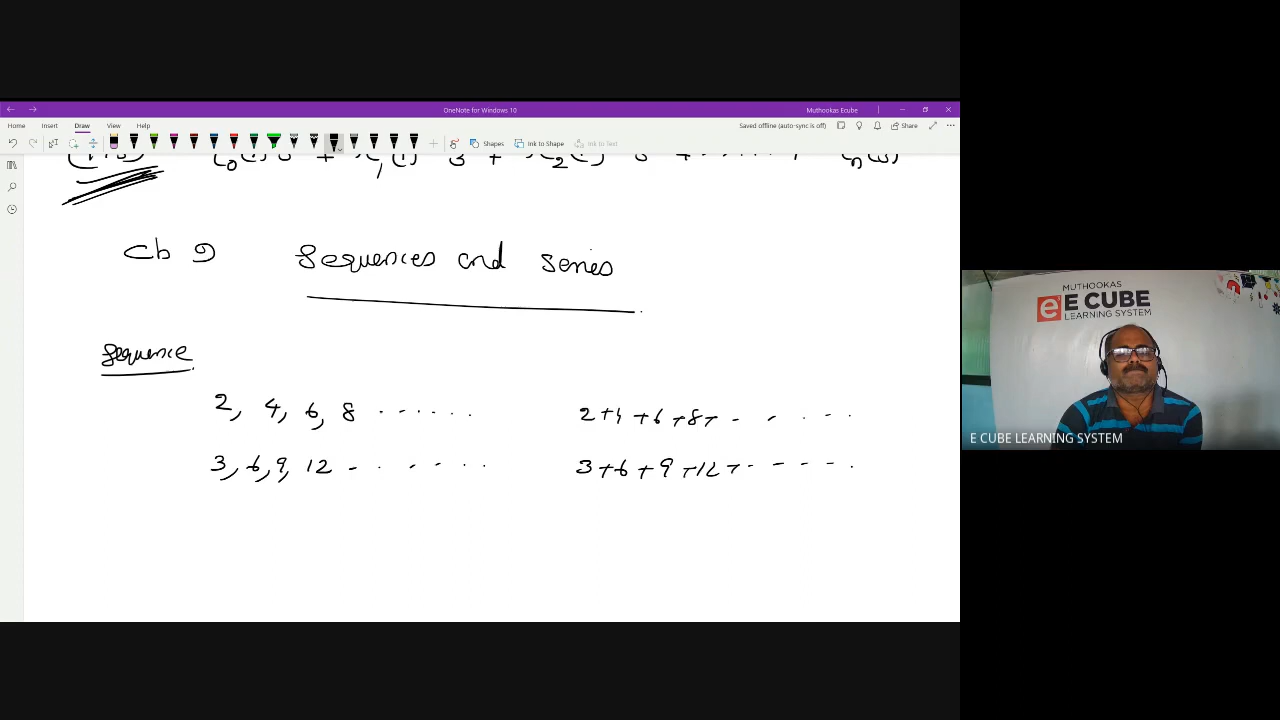 OneNote for Windows 10
Muthookas Ecube
Home Insert Draw View Help
Saved offline (auto-sync is off)
Share
Shapes Ink to Shape Ink to Text
Ch 9 Sequences and Series
Sequence
2, 4, 6, 8 ......
2+4+6+8+ - - . - .
3, 6, 9, 12 - . . - - . .
3+6+9+12+ - - - - - .
MUTHOOKAS
e E CUBE
LEARNING SYSTEM
E CUBE LEARNING SYSTEM